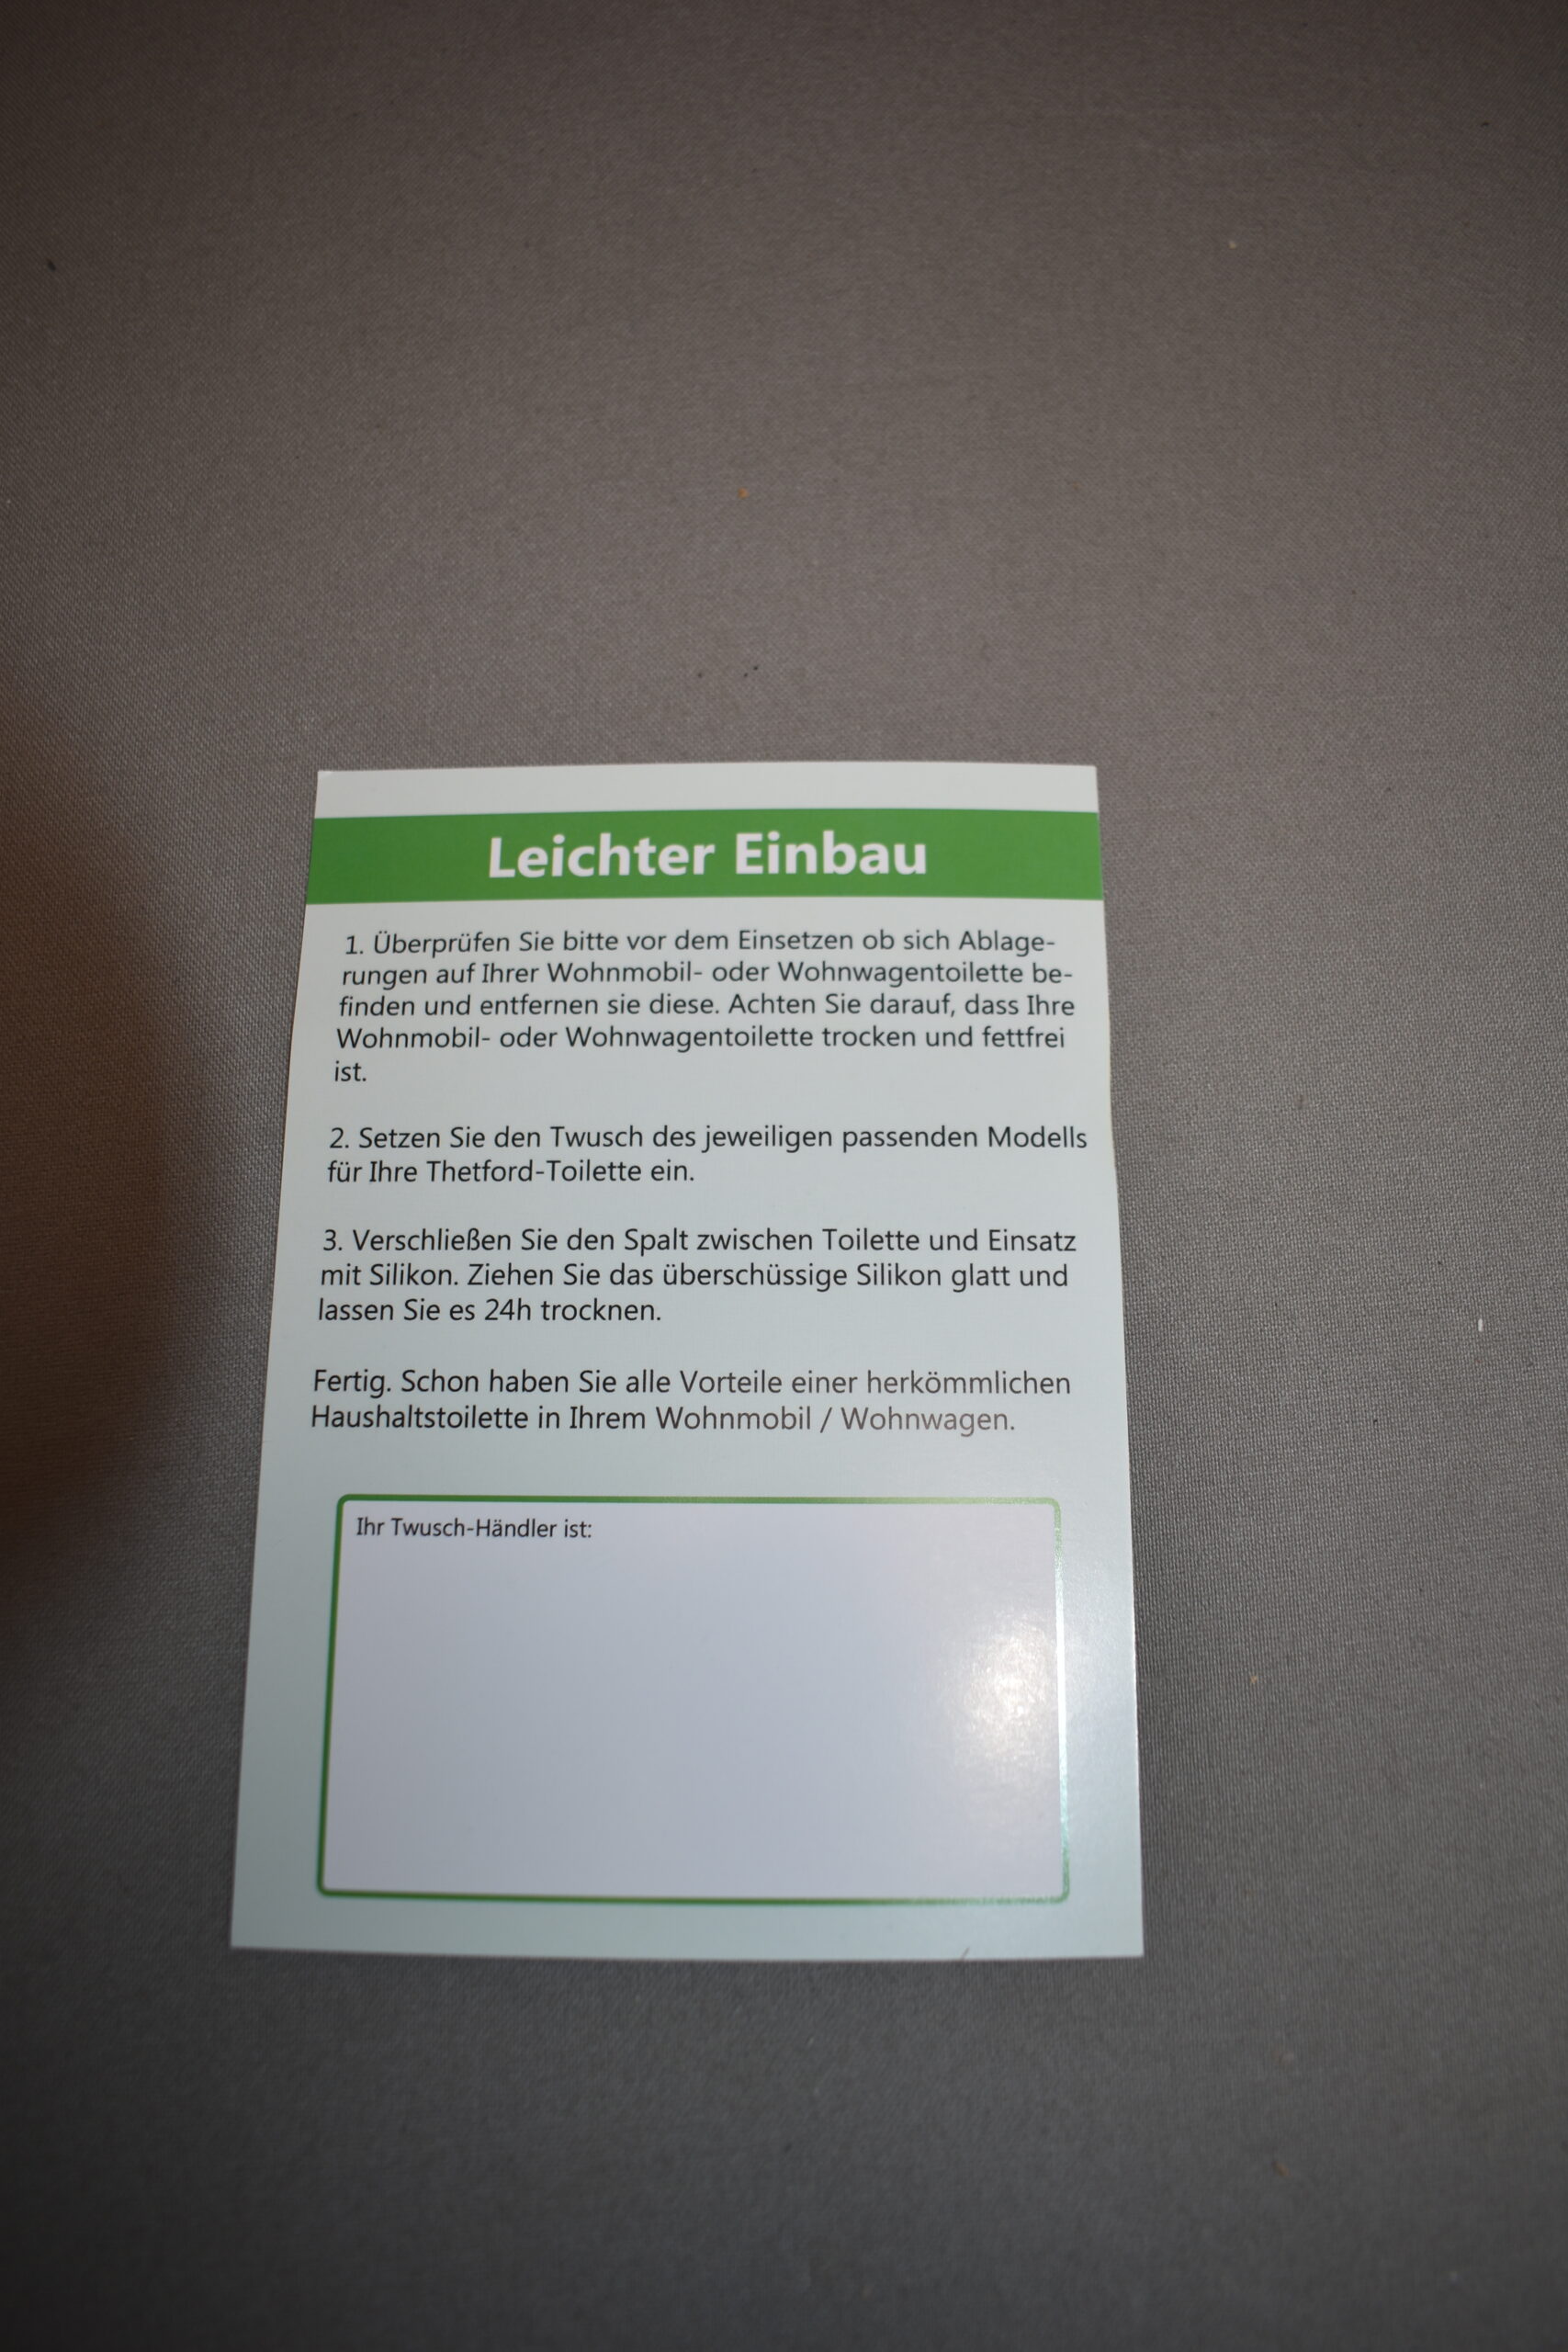 Leichter Einbau
1. Überprüfen Sie bitte vor dem Einsetzen ob sich Ablage-
rungen auf Ihrer Wohnmobil- oder Wohnwagentoilette be-
finden und entfernen sie diese. Achten Sie darauf, dass Ihre
Wohnmobil- oder Wohnwagentoilette trocken und fettfrei
ist.
2. Setzen Sie den Twusch des jeweiligen passenden Modells
für Ihre Thetford-Toilette ein.
3. Verschließen Sie den Spalt zwischen Toilette und Einsatz
mit Silikon. Ziehen Sie das überschüssige Silikon glatt und
lassen Sie es 24h trocknen.
Fertig. Schon haben Sie alle Vorteile einer herkömmlichen
Haushaltstoilette in Ihrem Wohnmobil / Wohnwagen.
Ihr Twusch-Händler ist: